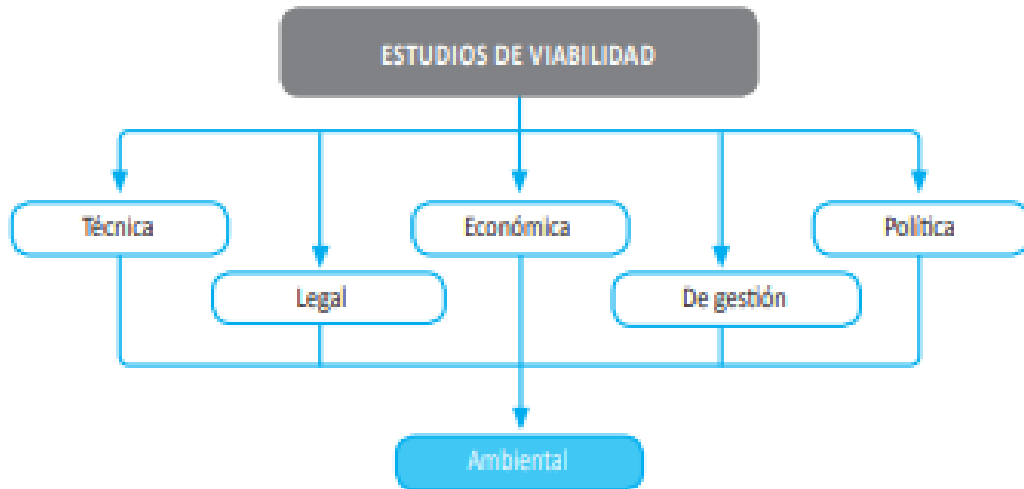 ESTUDIOS DE VIABILIDAD
Técnica
Económica
Política
Legal
De gestión
Ambiental